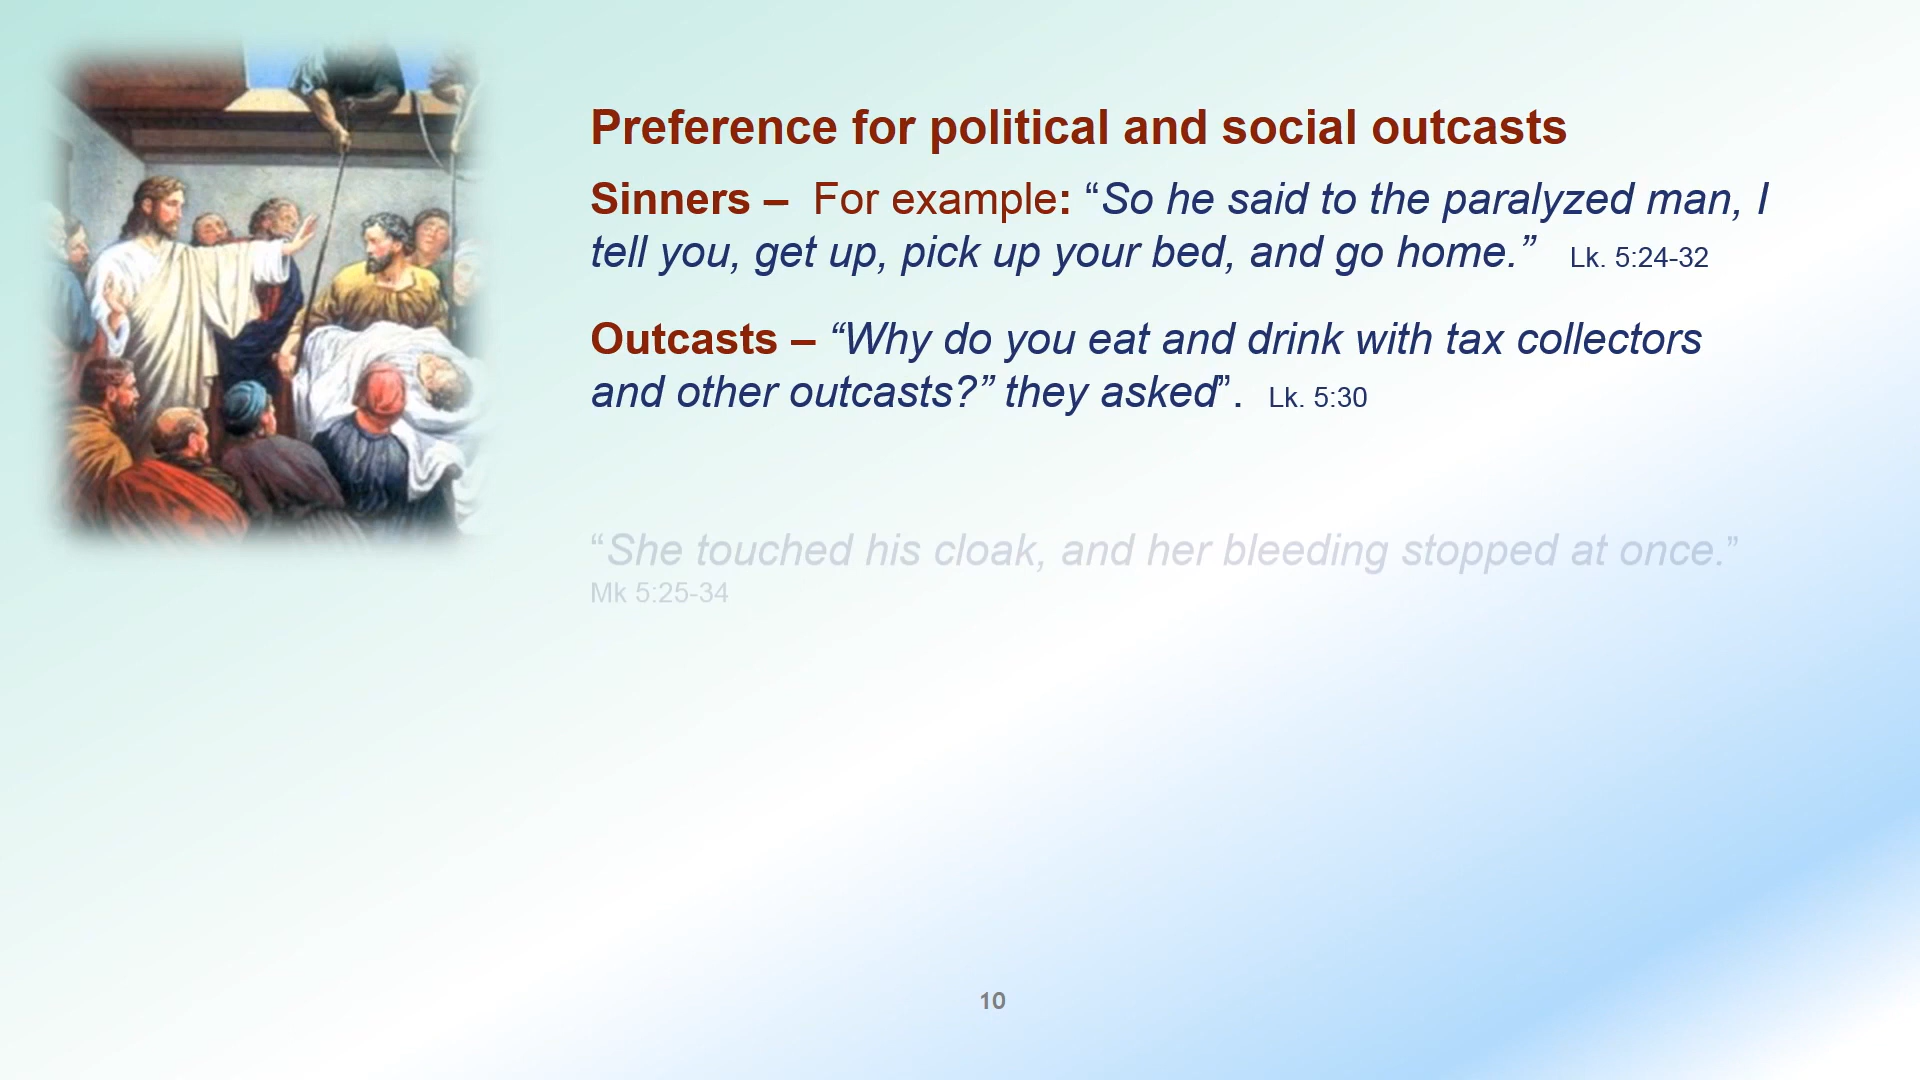 Preference for political and social outcasts
Sinners –  For example: “So he said to the paralyzed man, I
tell you, get up, pick up your bed, and go home.”   Lk. 5:24-32
Outcasts – “Why do you eat and drink with tax collectors
and other outcasts?” they asked”.  Lk. 5:30
“She touched his cloak, and her bleeding stopped at once.”
Mk 5:25-34
10